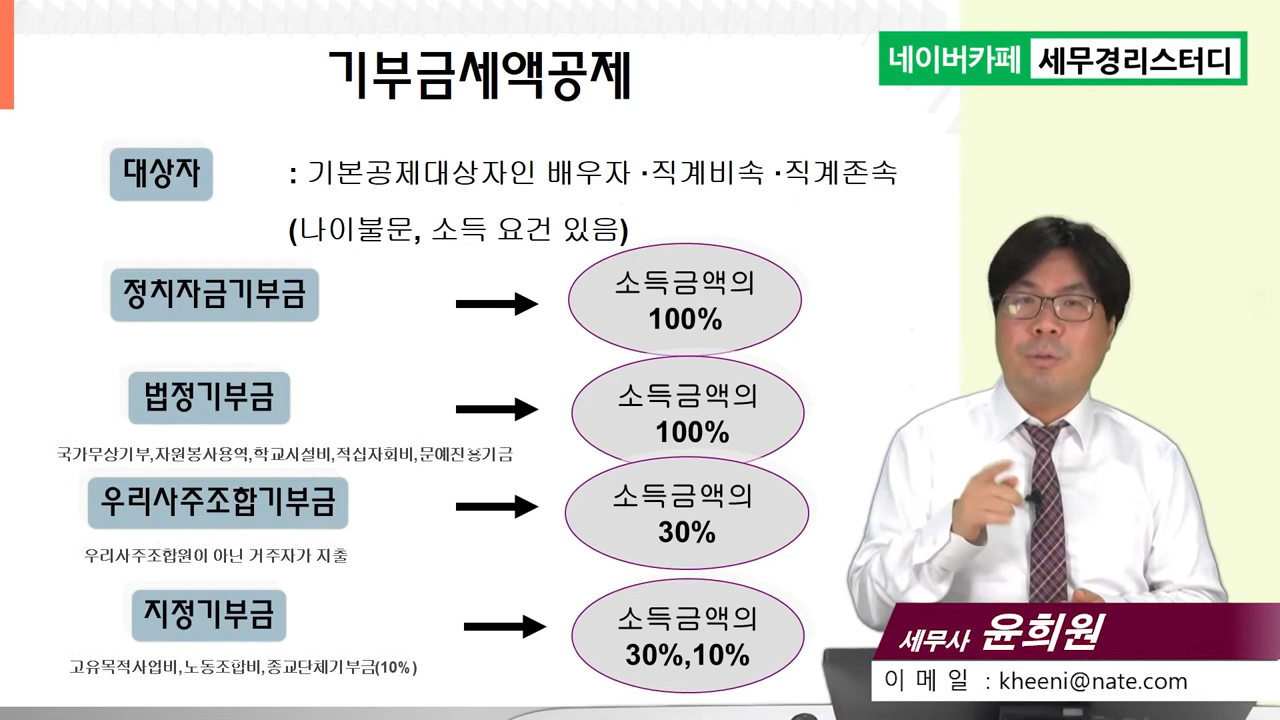 기부금세액공제
네이버카페 세무경리스터디
대상자 : 기본공제대상자인 배우자 ·직계비속 ·직계존속
(나이불문, 소득 요건 있음)
정치자금기부금
소득금액의
100%
법정기부금
소득금액의
100%
국가무상기부,자원봉사용역,학교시설비,적십자회비,문예진흥기금
우리사주조합기부금
소득금액의
30%
우리사주조합원이 아닌 거주자가 지출
지정기부금
소득금액의
30%,10%
고유목적사업비,노동조합비,종교단체기부금(10%)
세무사 윤희원
이 메 일 : kheeni@nate.com